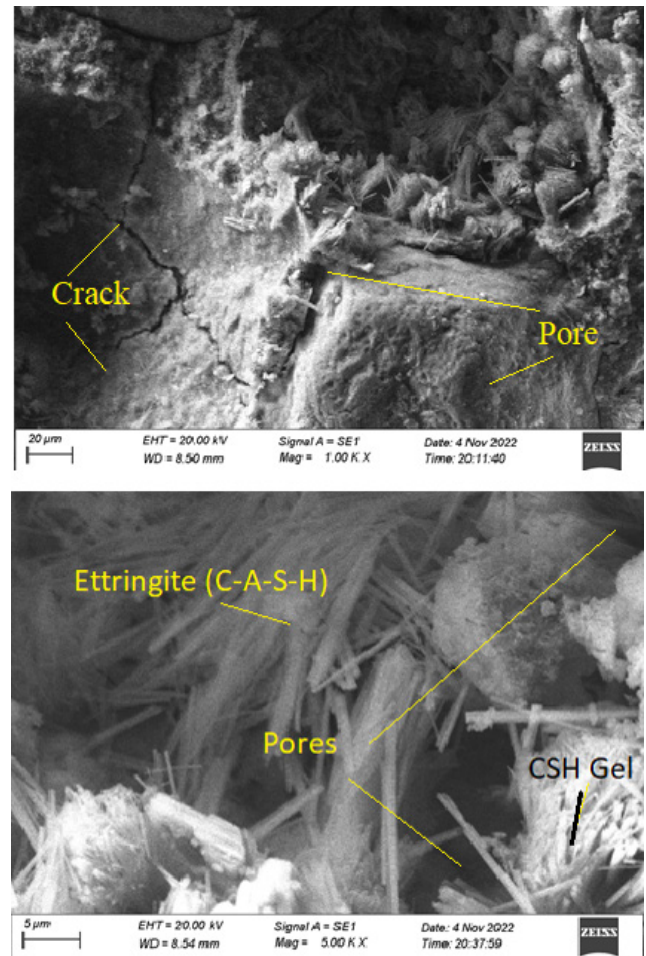 Crack
Pore
20 µm
EHT = 20.00 kV
Signal A = SE1
Date: 4 Nov 2022
WD = 8.50 mm
Mag = 1.00 K X
Time: 20:11:40
ZEISS
Ettringite (C-A-S-H)
Pores
CSH Gel
5 µm
EHT = 20.00 kV
Signal A = SE1
Date: 4 Nov 2022
WD = 8.54 mm
Mag = 5.00 K X
Time: 20:37:59
ZEISS